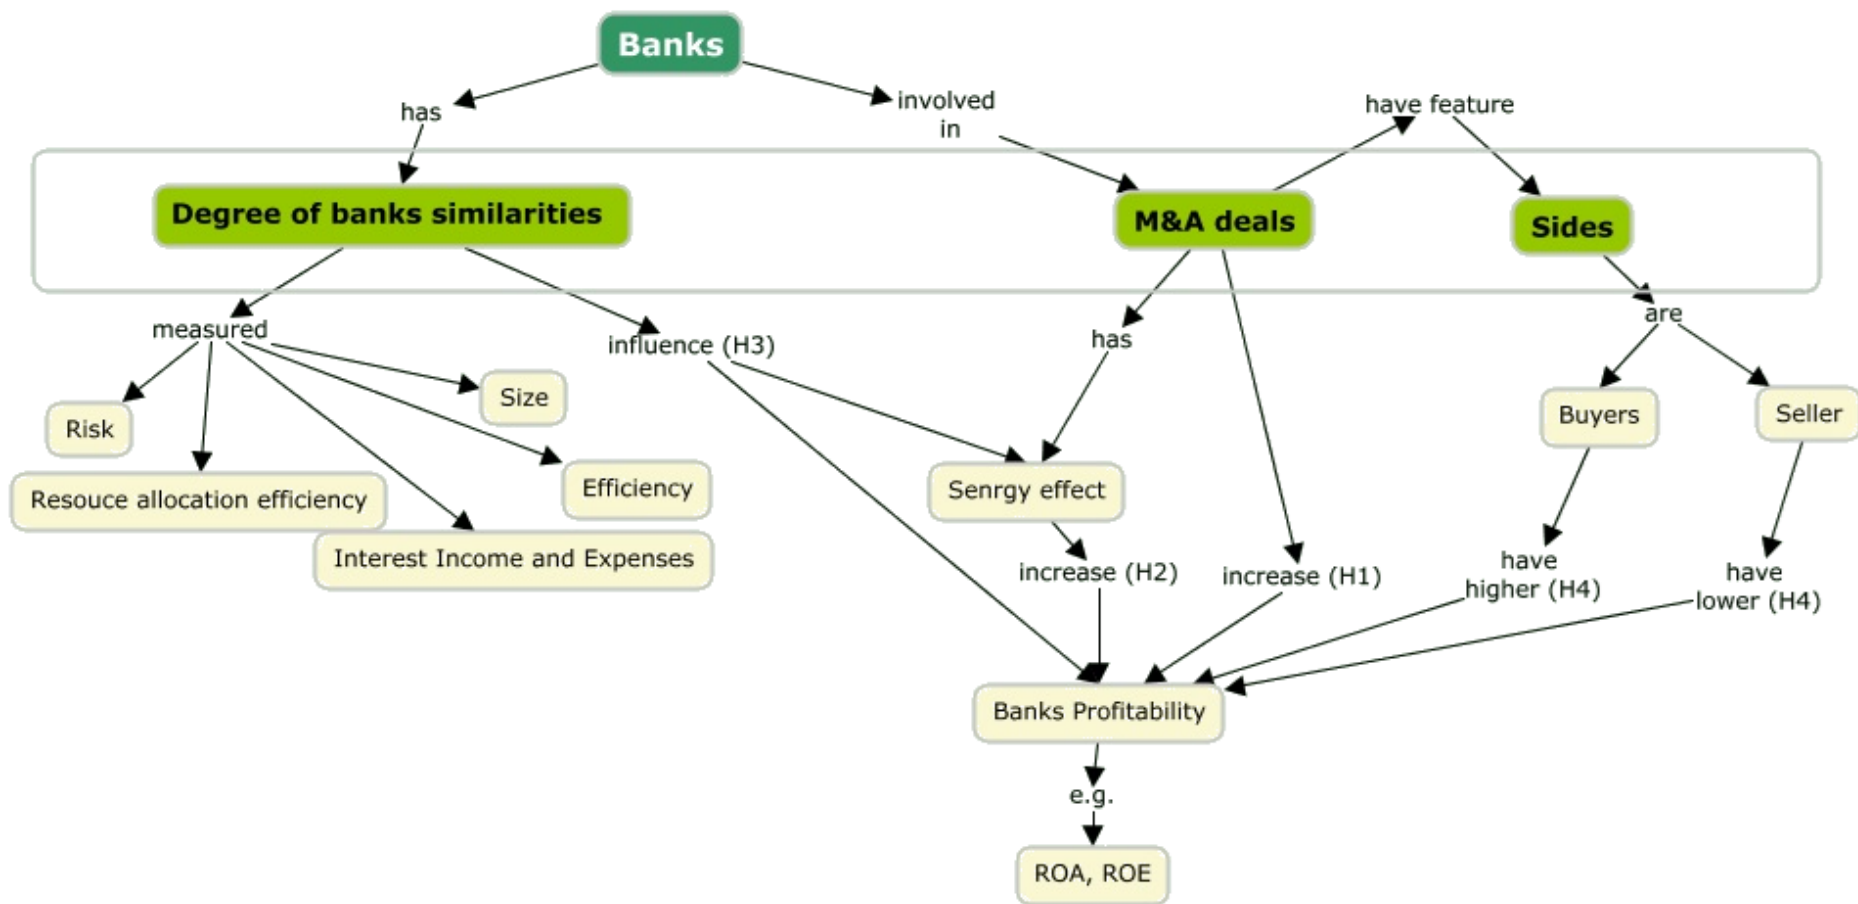 Banks
has
involved
in
have feature
Degree of banks similarities
M&A deals
Sides
measured
influence (H3)
has
are
Risk
Size
Buyers
Seller
Resouce allocation efficiency
Efficiency
Senrgy effect
Interest Income and Expenses
increase (H2)
increase (H1)
have
higher (H4)
have
lower (H4)
Banks Profitability
e.g.
ROA, ROE